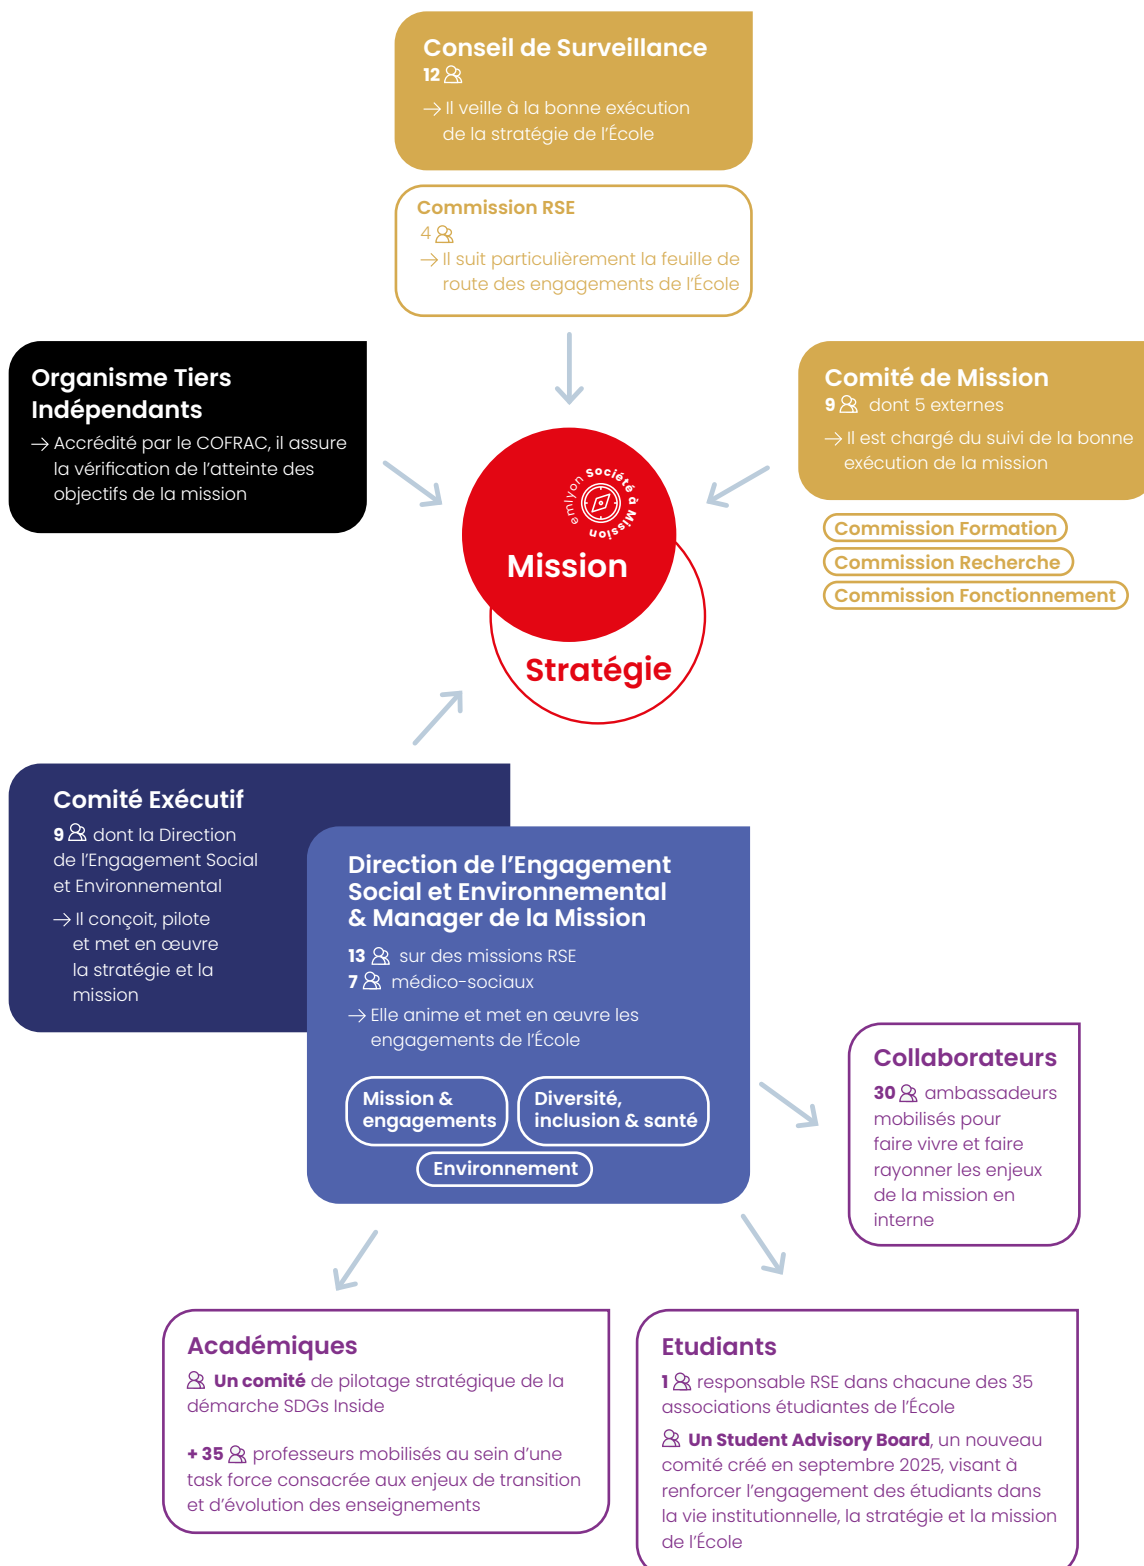 Conseil de Surveillance
12
→ Il veille à la bonne exécution
de la stratégie de l'École
Commission RSE
4
→ Il suit particulièrement la feuille de
route des engagements de l'École
Organisme Tiers
Indépendants
→ Accrédité par le COFRAC, il assure
la vérification de l'atteinte des
objectifs de la mission
Comité de Mission
9 dont 5 externes
→ Il est chargé du suivi de la bonne
exécution de la mission
Commission Formation
Commission Recherche
Commission Fonctionnement
emlyon Société à Mission
Mission
Stratégie
Comité Exécutif
9 dont la Direction
de l'Engagement Social
et Environnemental
→ Il conçoit, pilote
et met en œuvre
la stratégie et la
mission
Direction de l'Engagement
Social et Environnemental
& Manager de la Mission
13 sur des missions RSE
7 médico-sociaux
→ Elle anime et met en œuvre les
engagements de l'École
Mission &
engagements
Diversité,
inclusion & santé
Environnement
Collaborateurs
30 ambassadeurs
mobilisés pour
faire vivre et faire
rayonner les enjeux
de la mission en
interne
Académiques
Un comité de pilotage stratégique de la
démarche SDGs Inside
+ 35 professeurs mobilisés au sein d'une
task force consacrée aux enjeux de transition
et d'évolution des enseignements
Etudiants
1 responsable RSE dans chacune des 35
associations étudiantes de l'École
Un Student Advisory Board, un nouveau
comité créé en septembre 2025, visant à
renforcer l'engagement des étudiants dans
la vie institutionnelle, la stratégie et la mission
de l'École